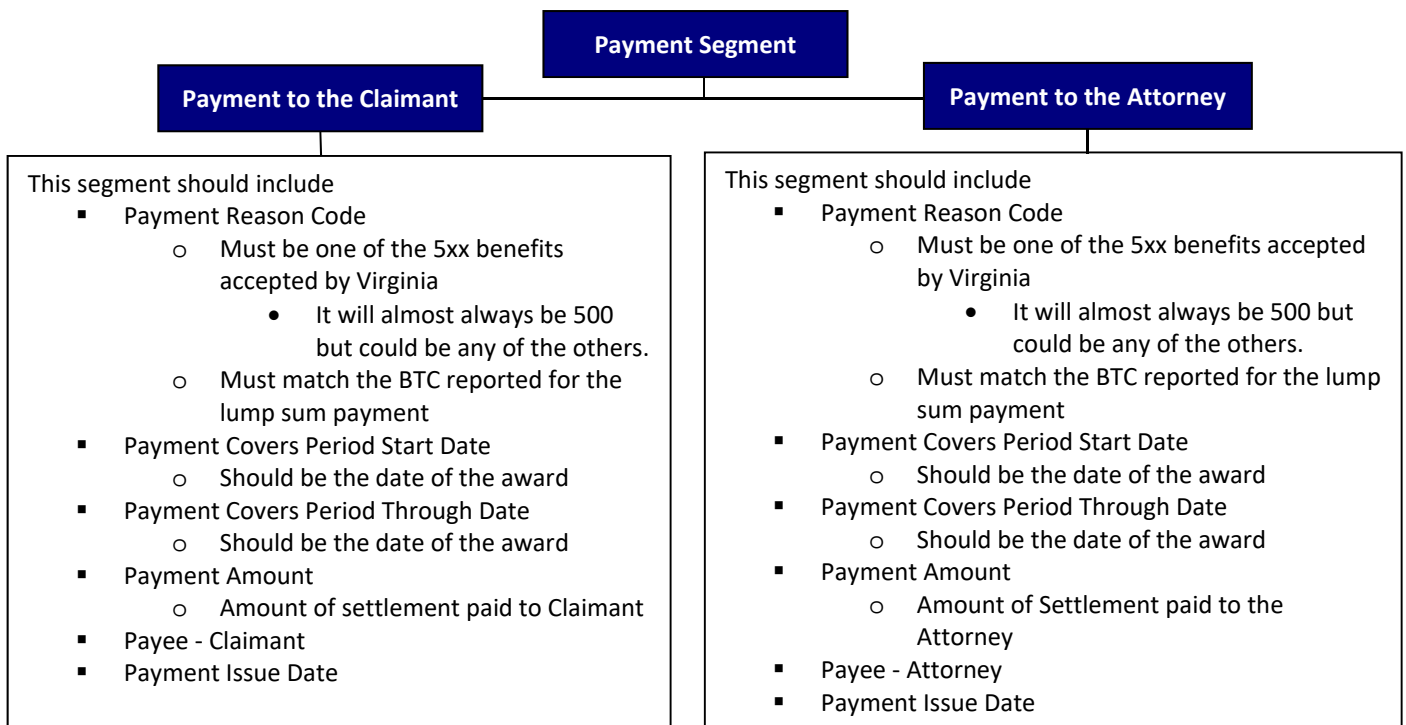 Payment Segment
Payment to the Claimant
Payment to the Attorney
This segment should include
▪ Payment Reason Code
o Must be one of the 5xx benefits
accepted by Virginia
• It will almost always be 500
but could be any of the others.
o Must match the BTC reported for the
lump sum payment
▪ Payment Covers Period Start Date
o Should be the date of the award
▪ Payment Covers Period Through Date
o Should be the date of the award
▪ Payment Amount
o Amount of settlement paid to Claimant
▪ Payee - Claimant
▪ Payment Issue Date
This segment should include
▪ Payment Reason Code
o Must be one of the 5xx benefits accepted
by Virginia
• It will almost always be 500 but
could be any of the others.
o Must match the BTC reported for the lump
sum payment
▪ Payment Covers Period Start Date
o Should be the date of the award
▪ Payment Covers Period Through Date
o Should be the date of the award
▪ Payment Amount
o Amount of Settlement paid to the
Attorney
▪ Payee - Attorney
▪ Payment Issue Date